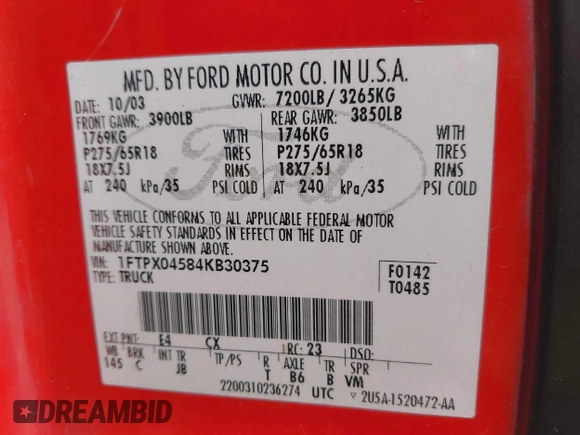 MFD. BY FORD MOTOR CO. IN U.S.A.
DATE: 10/03 GVWR: 7200LB/ 3265KG
FRONT GAWR: 3900LB REAR GAWR: 3850LB
1769KG WITH 1746KG WITH
P275/65R18 TIRES P275/65R18 TIRES
18X7.5J RIMS 18X7.5J RIMS
AT 240 kPa/35 PSI COLD AT 240 kPa/35 PSI COLD
THIS VEHICLE CONFORMS TO ALL APPLICABLE FEDERAL MOTOR
VEHICLE SAFETY STANDARDS IN EFFECT ON THE DATE OF
MANUFACTURE SHOWN ABOVE.
VIN: 1FTPX04584KB30375
TYPE: TRUCK
F0142
T0485
EXT PNT: E4 CX RC: 23 DSO:
WB BRK INT TR TP/PS R AXLE TR SPR
145 C JB T B6 B VM
2200310236274 UTC ▽ 2U5A-1520472-AA
Ford
DREAMBID